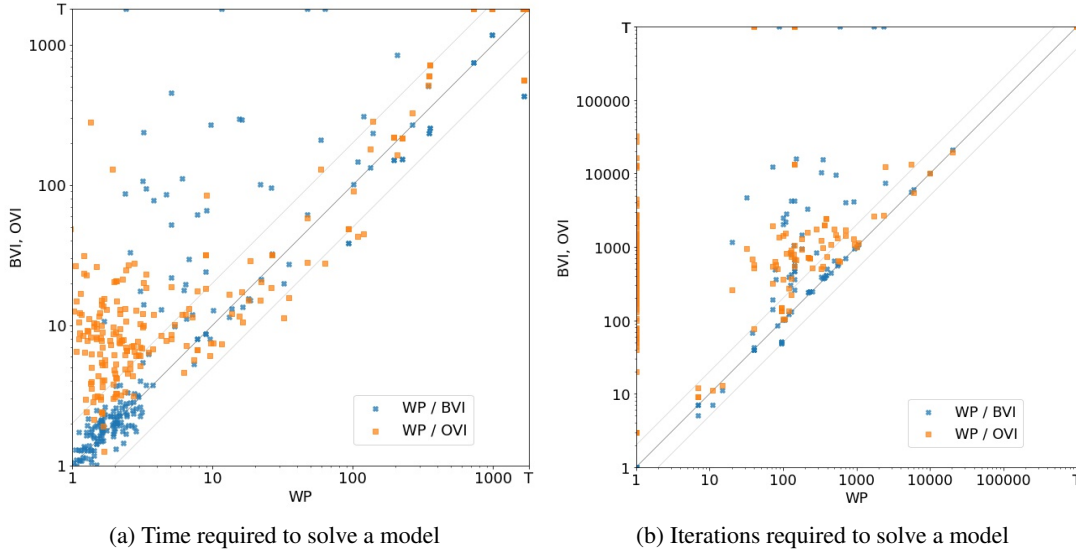 T
1000
100
10
1
BVI, OVI
1
10
100
1000
T
WP
WP / BVI
WP / OVI
(a) Time required to solve a model
T
100000
10000
1000
100
10
1
BVI, OVI
1
10
100
1000
10000
100000
T
WP
WP / BVI
WP / OVI
(b) Iterations required to solve a model